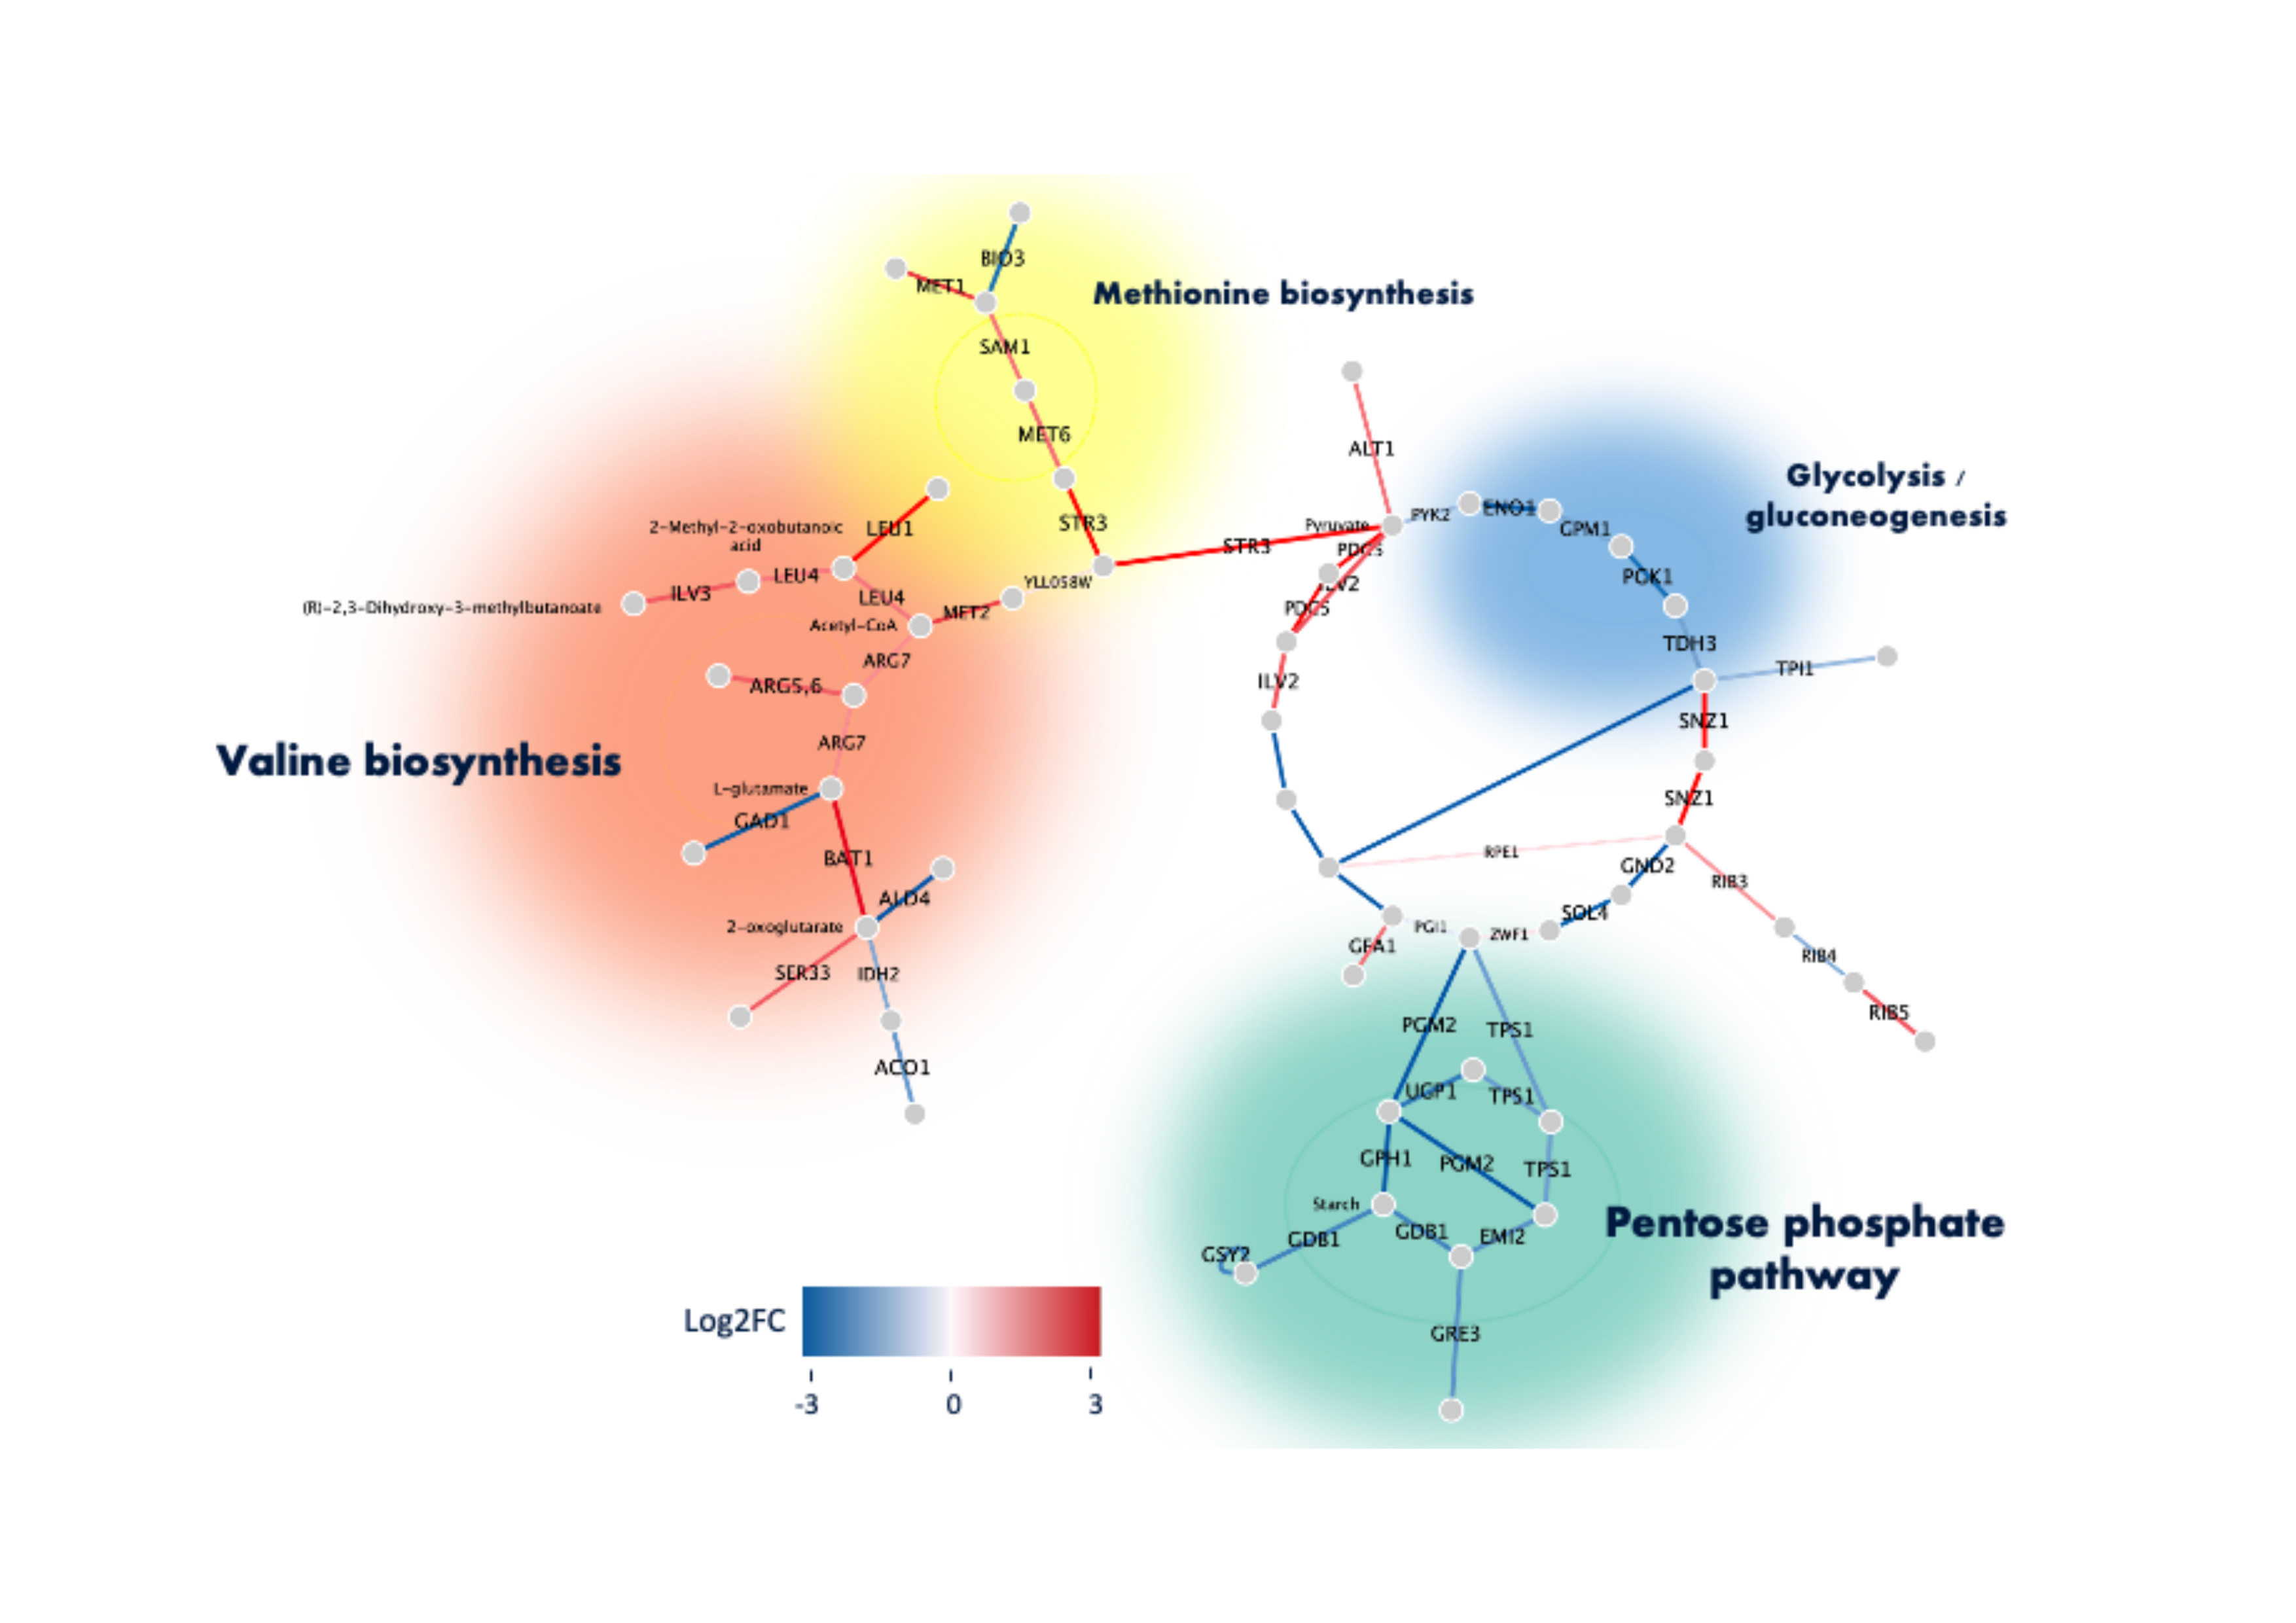 BIO3
MET1
Methionine biosynthesis
SAM1
MET6
ALT1
Glycolysis /
gluconeogenesis
2-Methyl-2-oxobutanoic
acid
LEU1
STR3
STR3
Pyruvate
PYK2
ENO1
GPM1
PDC5
ILV2
PCK1
PDC5
LEU4
ILV3
(R)-2,3-Dihydroxy-3-methylbutanoate
LEU4
YLL058W
MET2
Acetyl-CoA
ARG7
TDH3
TPI1
ARG5,6
ILV2
SNZ1
ARG7
Valine biosynthesis
L-glutamate
GAD1
SNZ1
BAT1
RPE1
GND2
RIB3
ALD4
2-oxoglutarate
SOL4
PGI1
ZWF1
GFA1
RIB4
SER33
IDH2
RIB5
PGM2
TPS1
ACO1
UGP1
TPS1
GPH1
PGM2
TPS1
Starch
GDB1
GDB1
EMI2
GSY2
Pentose phosphate
pathway
Log2FC
GRE3
-3
0
3